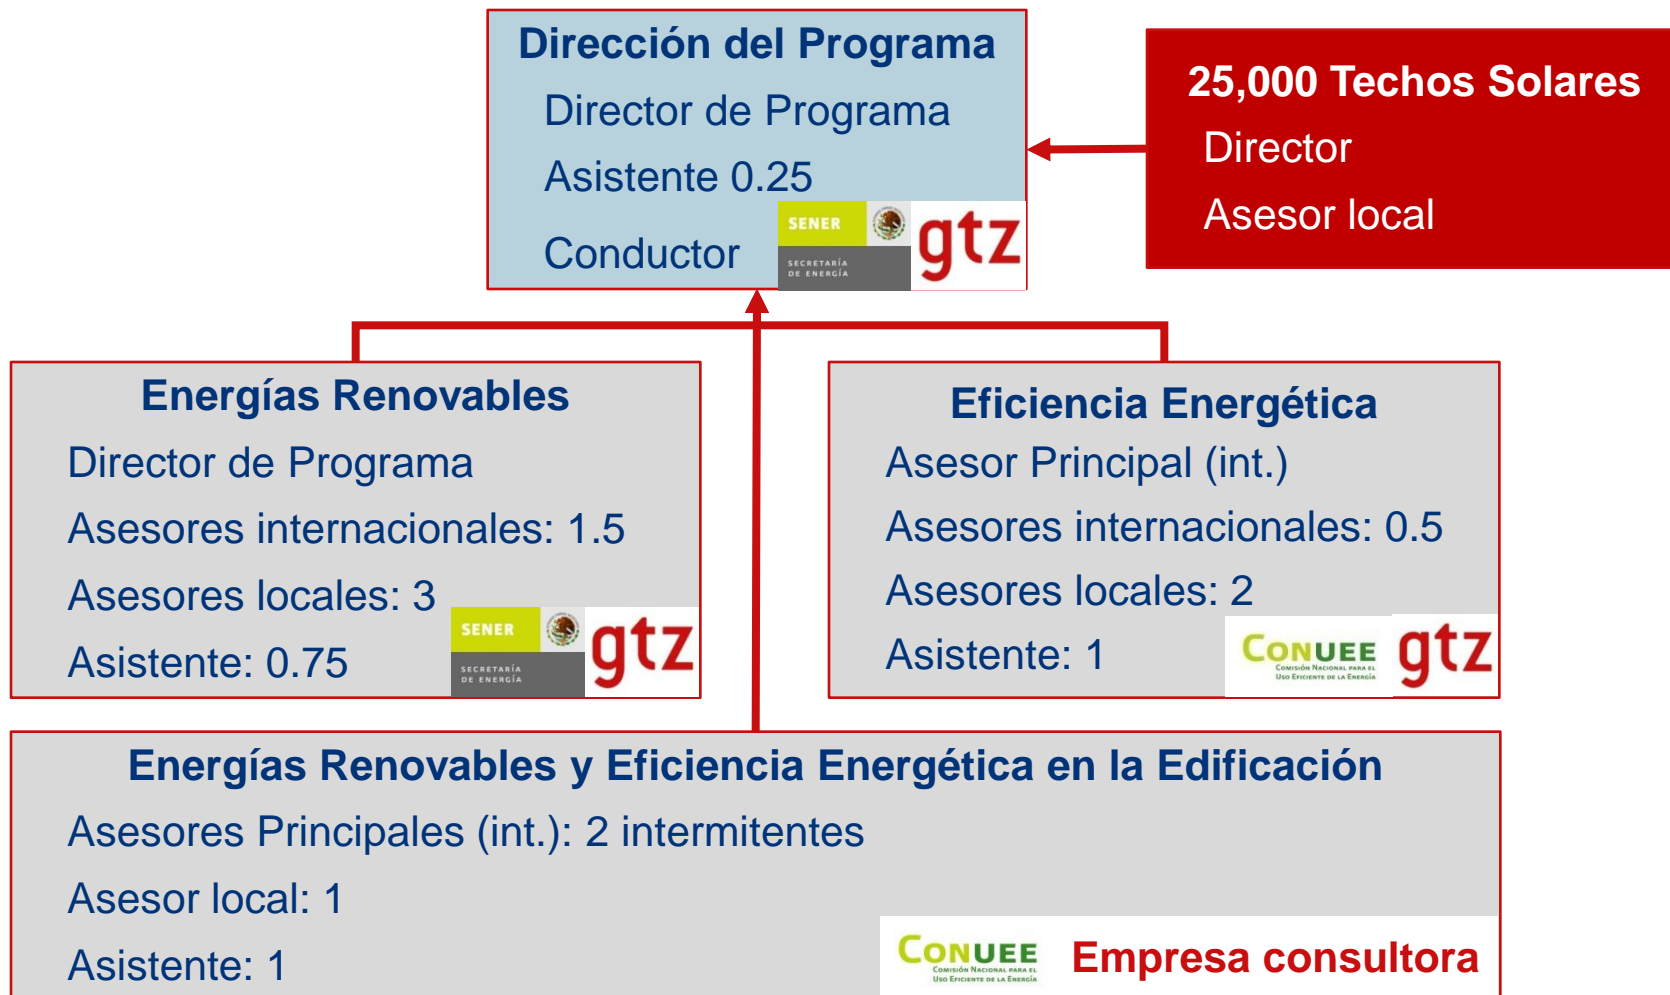 Dirección del Programa
Director de Programa
Asistente 0.25
Conductor
SENER
SECRETARÍA
DE ENERGÍA
gtz
25,000 Techos Solares
Director
Asesor local
Energías Renovables
Director de Programa
Asesores internacionales: 1.5
Asesores locales: 3
Asistente: 0.75
SENER
SECRETARÍA
DE ENERGÍA
gtz
Eficiencia Energética
Asesor Principal (int.)
Asesores internacionales: 0.5
Asesores locales: 2
Asistente: 1
CONUEE
COMISIÓN NACIONAL PARA EL
USO EFICIENTE DE LA ENERGÍA
gtz
Energías Renovables y Eficiencia Energética en la Edificación
Asesores Principales (int.): 2 intermitentes
Asesor local: 1
Asistente: 1
CONUEE
COMISIÓN NACIONAL PARA EL
USO EFICIENTE DE LA ENERGÍA
Empresa consultora